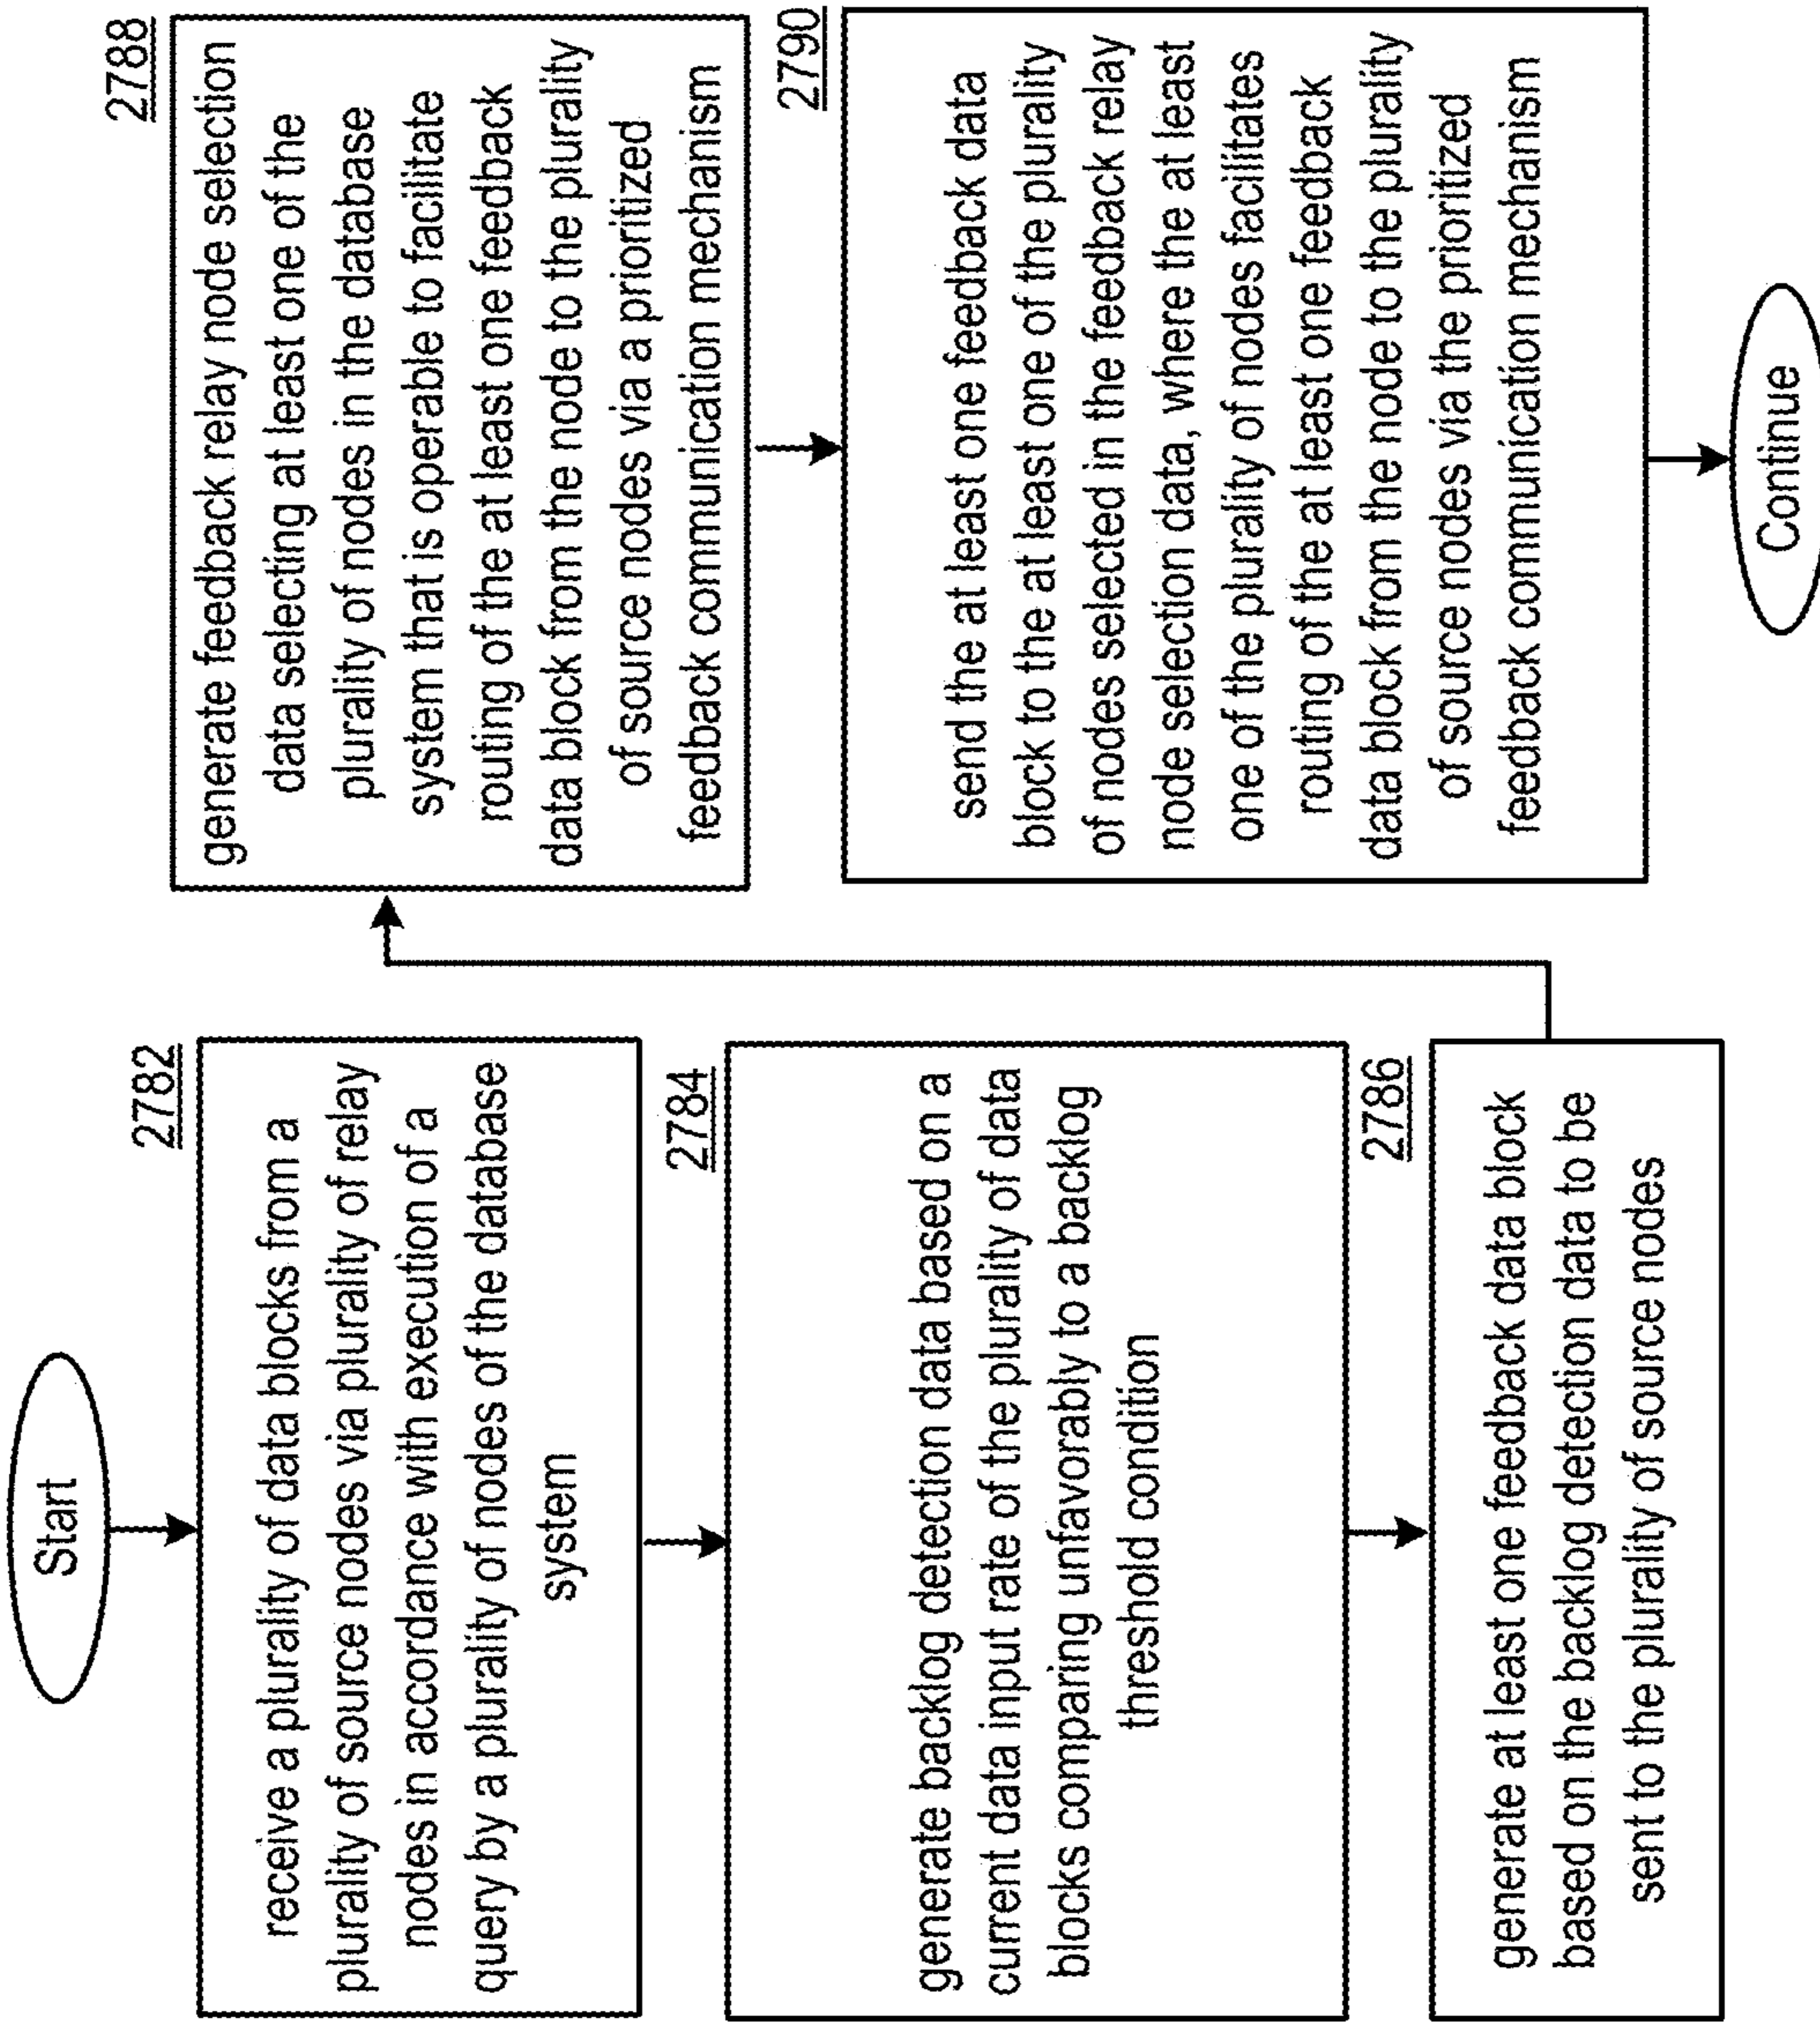 Start
2782
receive a plurality of data blocks from a
plurality of source nodes via plurality of relay
nodes in accordance with execution of a
query by a plurality of nodes of the database
system
2784
generate backlog detection data based on a
current data input rate of the plurality of data
blocks comparing unfavorably to a backlog
threshold condition
2786
generate at least one feedback data block
based on the backlog detection data to be
sent to the plurality of source nodes
2788
generate feedback relay node selection
data selecting at least one of the
plurality of nodes in the database
system that is operable to facilitate
routing of the at least one feedback
data block from the node to the plurality
of source nodes via a prioritized
feedback communication mechanism
2790
send the at least one feedback data
block to the at least one of the plurality
of nodes selected in the feedback relay
node selection data, where the at least
one of the plurality of nodes facilitates
routing of the at least one feedback
data block from the node to the plurality
of source nodes via the prioritized
feedback communication mechanism
Continue